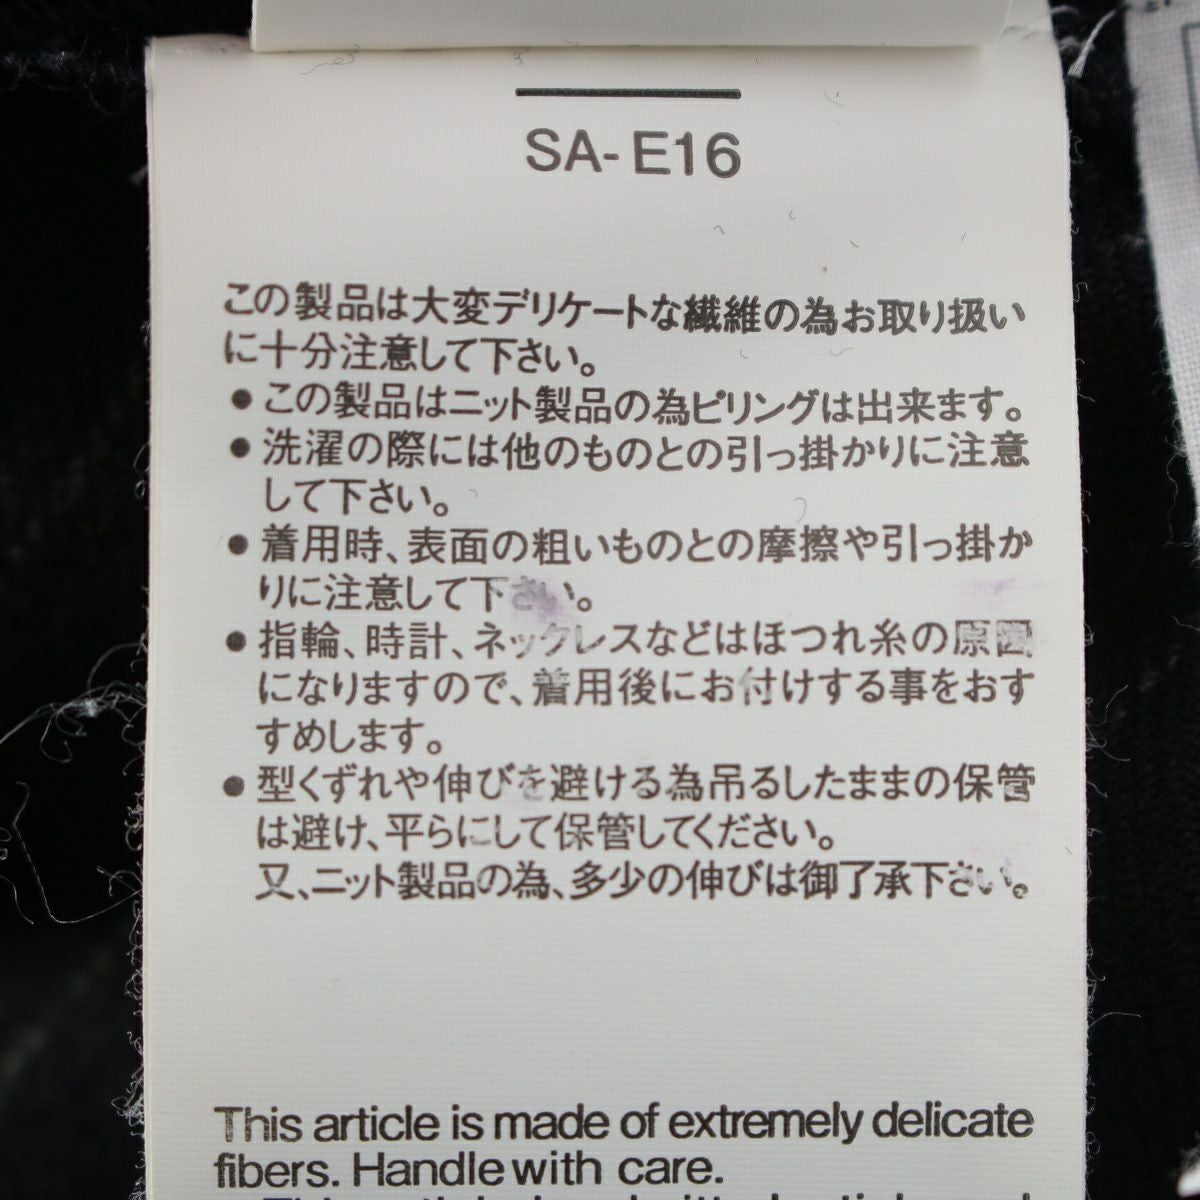 SA-E16
この製品は大変デリケートな繊維の為お取り扱い
に十分注意して下さい。
● この製品はニット製品の為ピリングは出来ます。
● 洗濯の際には他のものとの引っ掛かりに注意
して下さい。
● 着用時、表面の粗いものとの摩擦や引っ掛か
りに注意して下さい。
● 指輪、時計、ネックレスなどはほつれ糸の原因
になりますので、着用後にお付けする事をおす
すめします。
● 型くずれや伸びを避ける為吊るしたままの保管
は避け、平らにして保管してください。
又、ニット製品の為、多少の伸びは御了承下さい。
This article is made of extremely delicate
fibers. Handle with care.